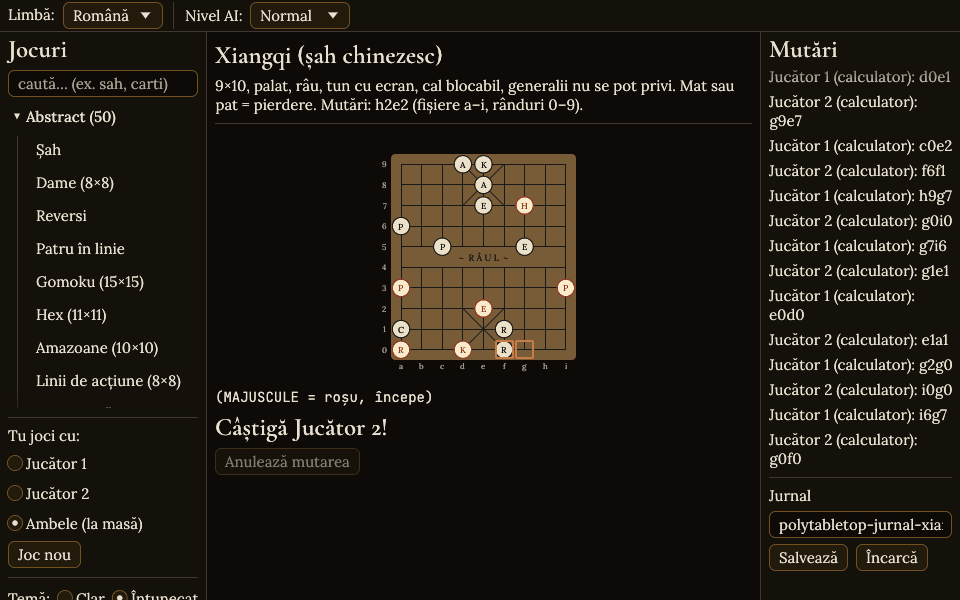 Limbă: Română ▼ Nivel AI: Normal ▼
Jocuri
caută... (ex. sah, carti)
▼ Abstract (50)
Șah
Dame (8×8)
Reversi
Patru în linie
Gomoku (15×15)
Hex (11×11)
Amazoane (10×10)
Linii de acțiune (8×8)
Tu joci cu:
Jucător 1
Jucător 2
Ambele (la masă)
Joc nou
Temă: Clar Întunecat
Xiangqi (șah chinezesc)
9×10, palat, râu, tun cu ecran, cal blocabil, generalii nu se pot privi. Mat sau
pat = pierdere. Mutări: h2e2 (fișiere a–i, rânduri 0–9).
9 A K
8 A
7 E H
6 P
5 P E
~ RÂUL ~
4
3 P P
2 E
1 C R
0 R K R
a b c d e f g h i
(MAJUSCULE = roșu, începe)
Câștigă Jucător 2!
Anulează mutarea
Mutări
Jucător 1 (calculator): d0e1
Jucător 2 (calculator):
g9e7
Jucător 1 (calculator): c0e2
Jucător 2 (calculator): f6f1
Jucător 1 (calculator): h9g7
Jucător 2 (calculator): g0i0
Jucător 1 (calculator): g7i6
Jucător 2 (calculator): g1e1
Jucător 1 (calculator):
e0d0
Jucător 2 (calculator): e1a1
Jucător 1 (calculator): g2g0
Jucător 2 (calculator): i0g0
Jucător 1 (calculator): i6g7
Jucător 2 (calculator):
g0f0
Jurnal
polytabletop-jurnal-xia
Salvează Încarcă